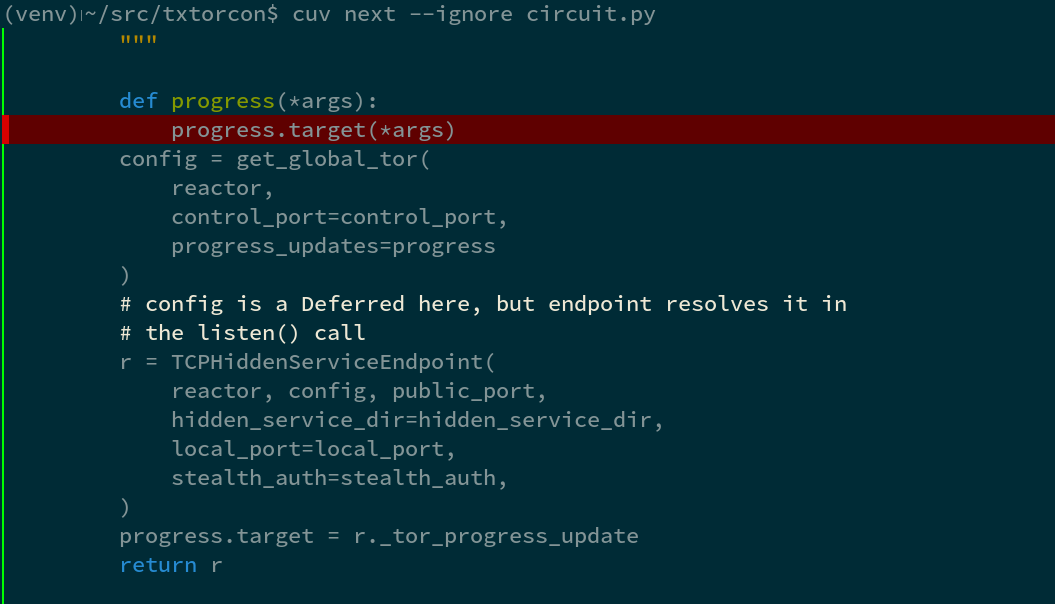 (venv) ~/src/txtorcon$ cuv next --ignore circuit.py
"""
def progress(*args):
progress.target(*args)
config = get_global_tor(
reactor,
control_port=control_port,
progress_updates=progress
)
# config is a Deferred here, but endpoint resolves it in
# the listen() call
r = TCPHiddenServiceEndpoint(
reactor, config, public_port,
hidden_service_dir=hidden_service_dir,
local_port=local_port,
stealth_auth=stealth_auth,
)
progress.target = r._tor_progress_update
return r